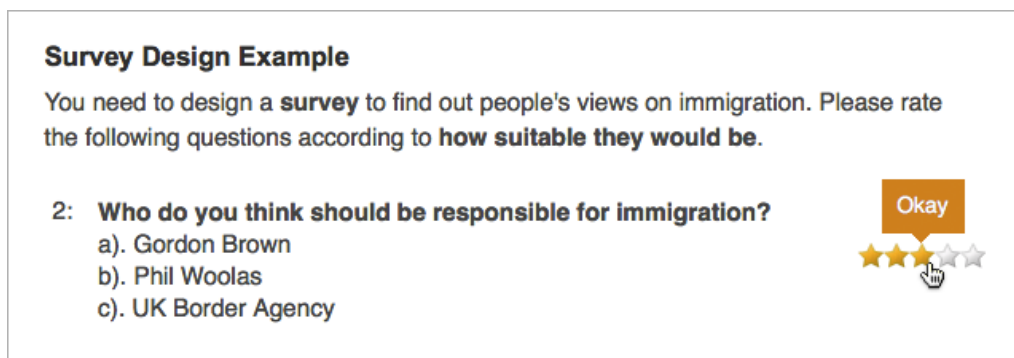 Survey Design Example
You need to design a survey to find out people's views on immigration. Please rate
the following questions according to how suitable they would be.
2: Who do you think should be responsible for immigration?
Okay
a). Gordon Brown
b). Phil Woolas
c). UK Border Agency